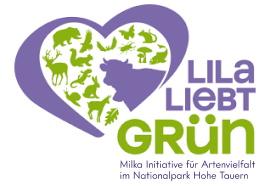 LILA
LIEBT
GRÜN
Milka Initiative für Artenvielfalt
im Nationalpark Hohe Tauern